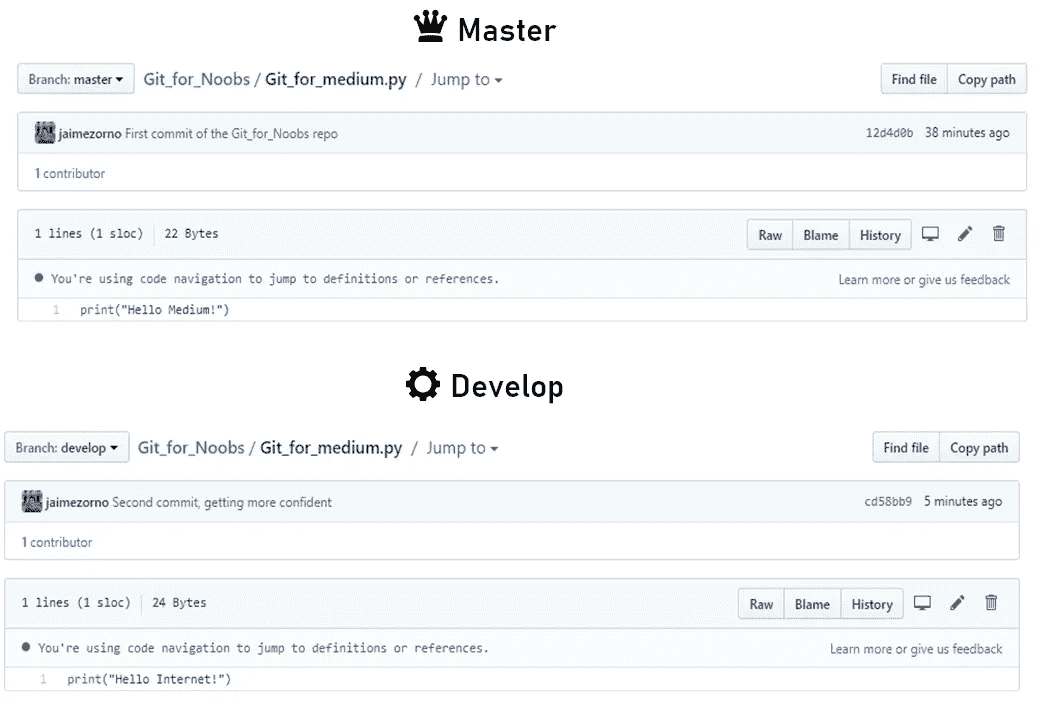 Master
Branch: master Git_for_Noobs / Git_for_medium.py / Jump to Find file Copy path
jaimezorno First commit of the Git_for_Noobs repo 12d4d0b 38 minutes ago
1 contributor
1 lines (1 sloc) 22 Bytes Raw Blame History
You're using code navigation to jump to definitions or references. Learn more or give us feedback
1 print("Hello Medium!")
Develop
Branch: develop Git_for_Noobs / Git_for_medium.py / Jump to Find file Copy path
jaimezorno Second commit, getting more confident cd58bb9 5 minutes ago
1 contributor
1 lines (1 sloc) 24 Bytes Raw Blame History
You're using code navigation to jump to definitions or references. Learn more or give us feedback
1 print("Hello Internet!")